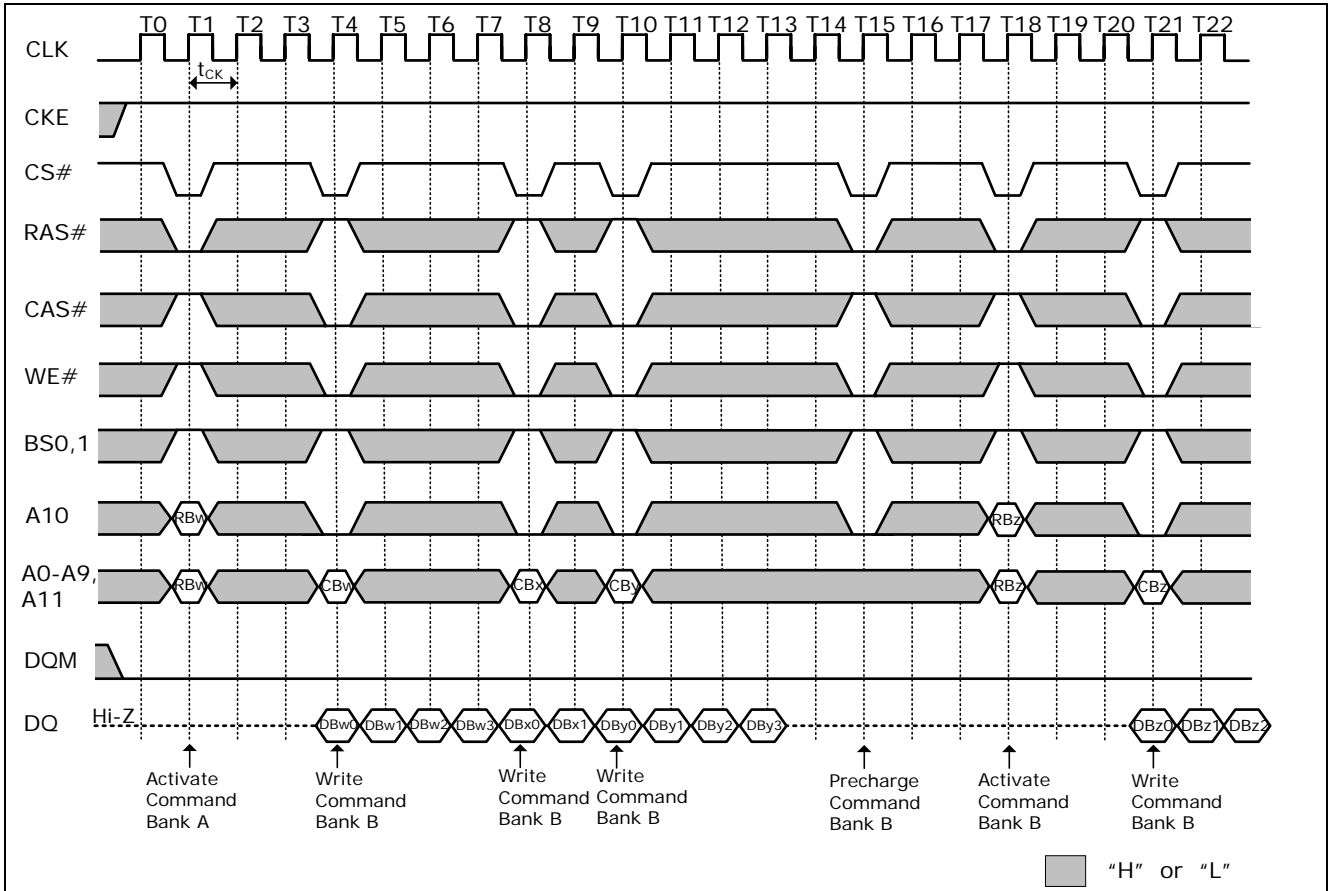 T0 T1 T2 T3 T4 T5 T6 T7 T8 T9 T10 T11 T12 T13 T14 T15 T16 T17 T18 T19 T20 T21 T22
CLK
tCK
CKE
CS#
RAS#
CAS#
WE#
BS0,1
A10
RBw RBz
A0-A9,
A11
RBw CBw CBx CBy RBz CBz
DQM
DQ Hi-Z
DBw0 DBw1 DBw2 DBw3 DBx0 DBx1 DBy0 DBy1 DBy2 DBy3 DBz0 DBz1 DBz2
Activate
Command
Bank A
Write
Command
Bank B
Write
Command
Bank B
Write
Command
Bank B
Precharge
Command
Bank B
Activate
Command
Bank B
Write
Command
Bank B
“H” or “L”